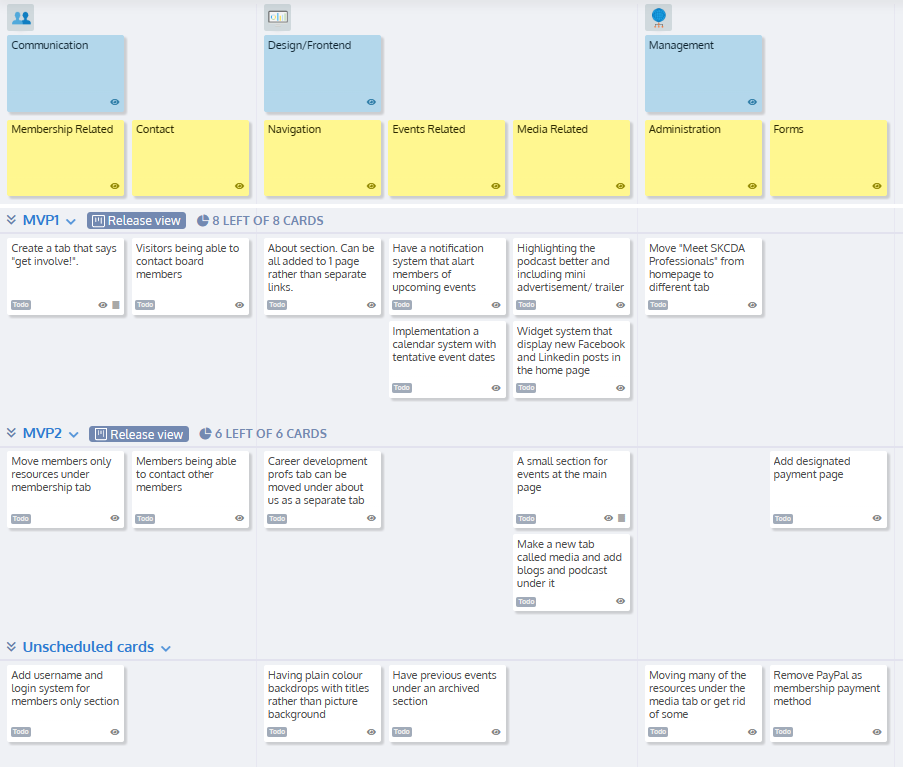 Communication
Design/Frontend
Management
Membership Related
Contact
Navigation
Events Related
Media Related
Administration
Forms
MVP1
Release view
8 LEFT OF 8 CARDS
Create a tab that says
"get involve!".
Todo
Visitors being able to
contact board
members
Todo
About section. Can be
all added to 1 page
rather than separate
links.
Todo
Have a notification
system that alart
members of
upcoming events
Todo
Highlighting the
podcast better and
including mini
advertisement/ trailer
Todo
Move "Meet SKCDA
Professionals" from
homepage to
different tab
Todo
Implementation a
calendar system with
tentative event dates
Todo
Widget system that
display new Facebook
and Linkedin posts in
the home page
Todo
MVP2
Release view
6 LEFT OF 6 CARDS
Move members only
resources under
membership tab
Todo
Members being able
to contact other
members
Todo
Career development
profs tab can be
moved under about
us as a separate tab
Todo
A small section for
events at the main
page
Todo
Add designated
payment page
Todo
Make a new tab
called media and add
blogs and podcast
under it
Todo
Unscheduled cards
Add username and
login system for
members only section
Todo
Having plain colour
backdrops with titles
rather than picture
background
Todo
Have previous events
under an archived
section
Todo
Moving many of the
resources under the
media tab or get rid
of some
Todo
Remove PayPal as
membership payment
method
Todo